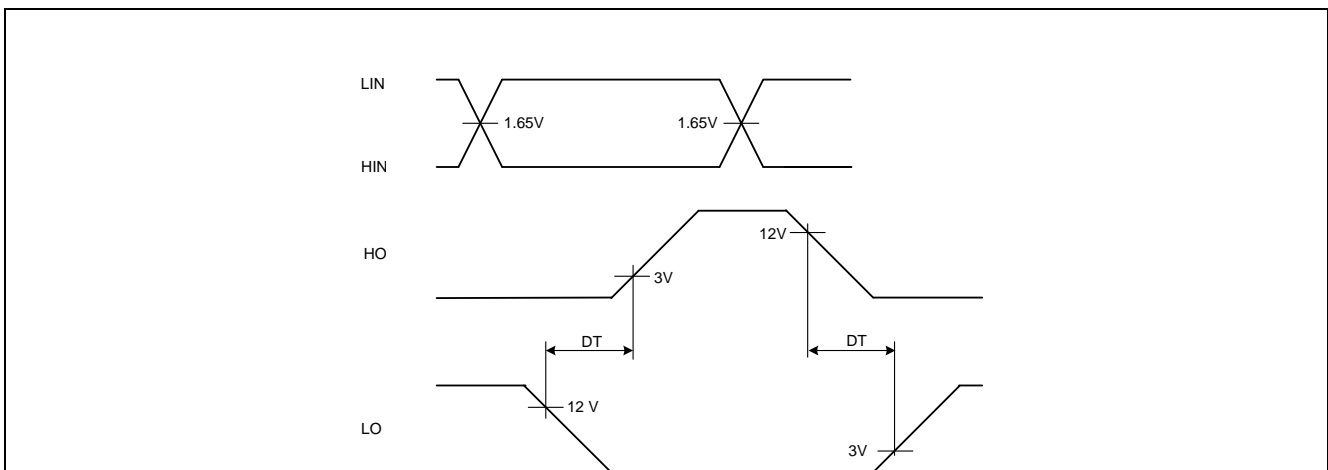 LIN
1.65V 1.65V
HIN
12V
HO
3V
DT DT
12 V
LO
3V